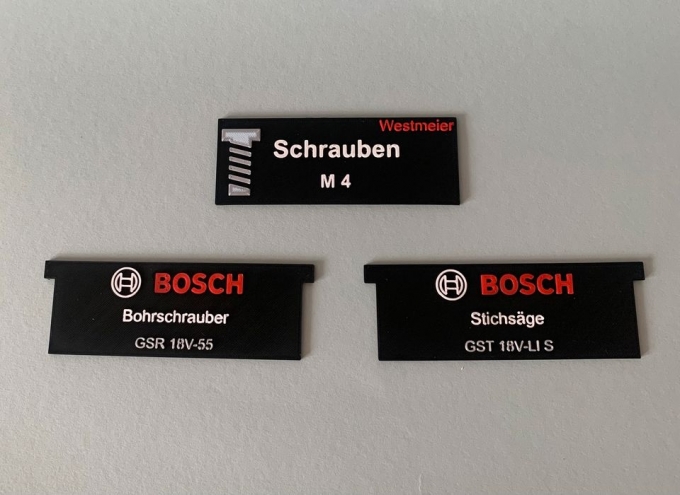 Westmeier
Schrauben
M 4
BOSCH
Bohrschrauber
GSR 18V-55
BOSCH
Stichsäge
GST 18V-LI S